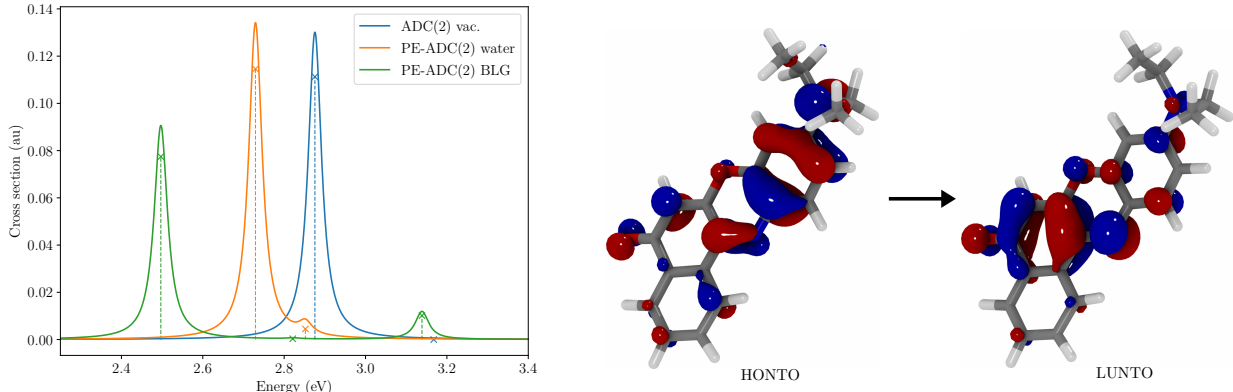 0.14
0.12
0.10
0.08
0.06
0.04
0.02
0.00
Cross section (au)
ADC(2) vac.
PE-ADC(2) water
PE-ADC(2) BLG
2.4 2.6 2.8 3.0 3.2 3.4
Energy (eV)
HONTO
LUNTO